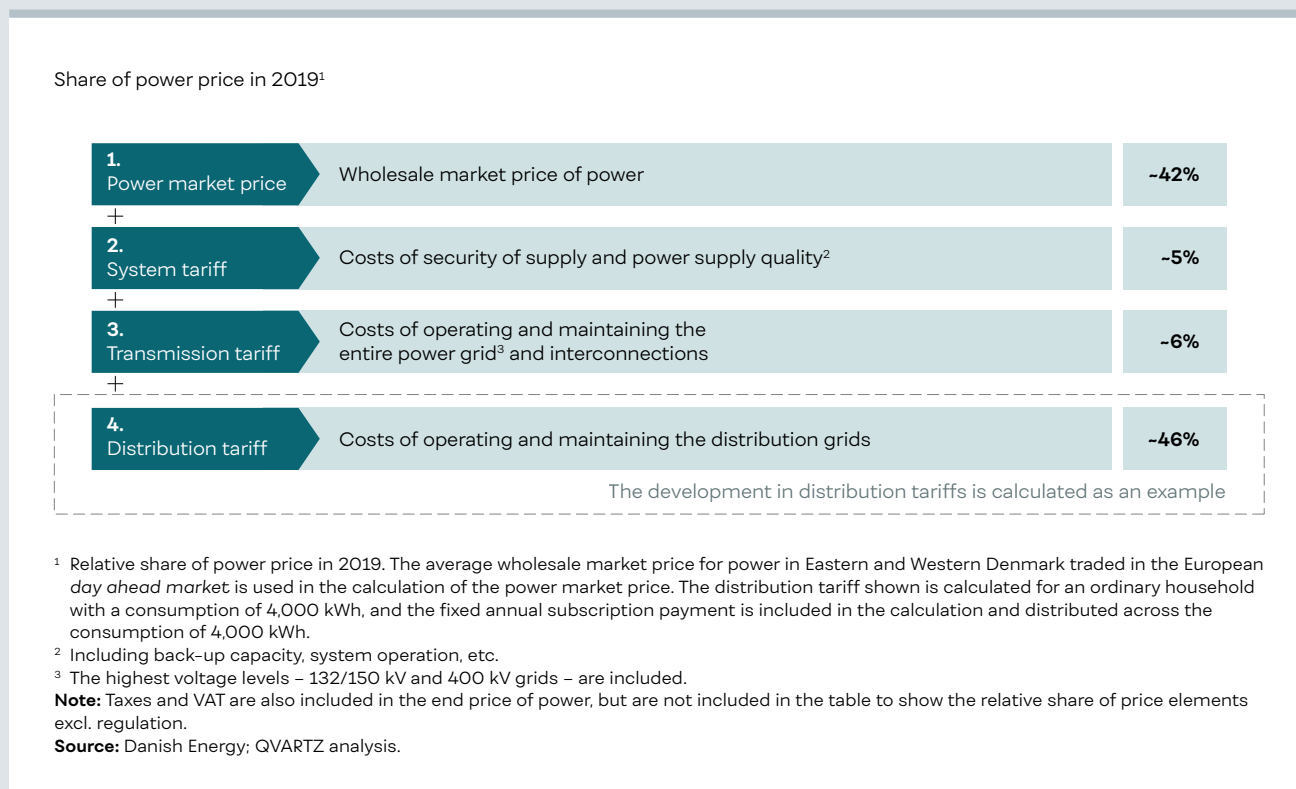 Share of power price in 2019¹
1.
Power market price
Wholesale market price of power
~42%
+
2.
System tariff
Costs of security of supply and power supply quality²
~5%
+
3.
Transmission tariff
Costs of operating and maintaining the
entire power grid³ and interconnections
~6%
+
4.
Distribution tariff
Costs of operating and maintaining the distribution grids
~46%
The development in distribution tariffs is calculated as an example
¹ Relative share of power price in 2019. The average wholesale market price for power in Eastern and Western Denmark traded in the European
day ahead market is used in the calculation of the power market price. The distribution tariff shown is calculated for an ordinary household
with a consumption of 4,000 kWh, and the fixed annual subscription payment is included in the calculation and distributed across the
consumption of 4,000 kWh.
² Including back-up capacity, system operation, etc.
³ The highest voltage levels – 132/150 kV and 400 kV grids – are included.
Note: Taxes and VAT are also included in the end price of power, but are not included in the table to show the relative share of price elements
excl. regulation.
Source: Danish Energy; QVARTZ analysis.